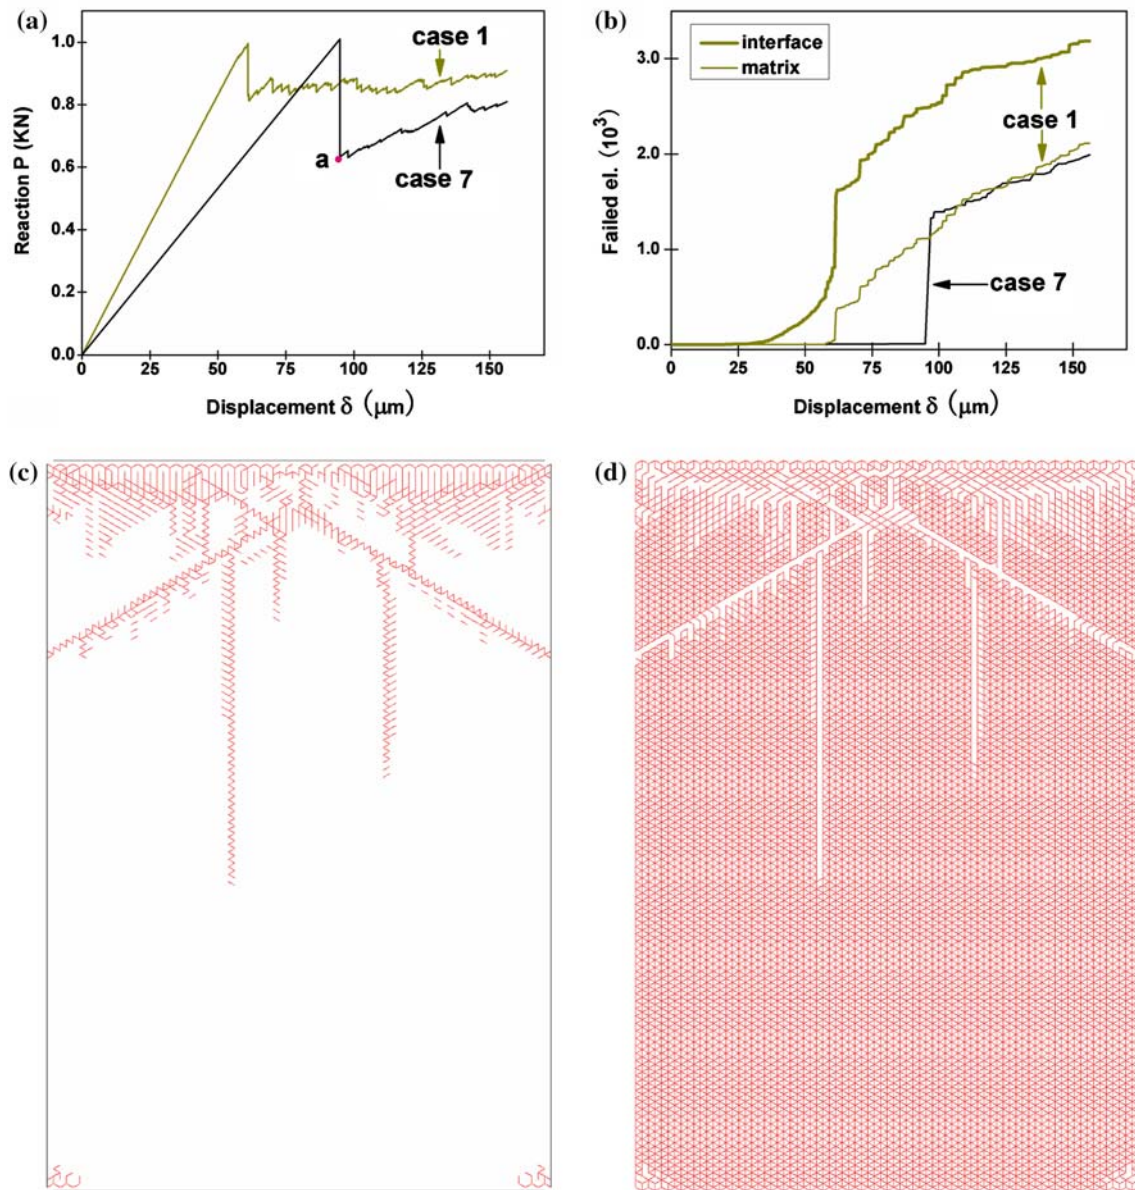 (a)
Reaction P (KN)
1.0
0.8
0.6
0.4
0.2
0.0
case 1
a
case 7
0 25 50 75 100 125 150
Displacement δ (μm)
(b)
Failed el. (10³)
3.0
2.0
1.0
0.0
interface
matrix
case 1
case 7
0 25 50 75 100 125 150
Displacement δ (μm)
(c)
(d)